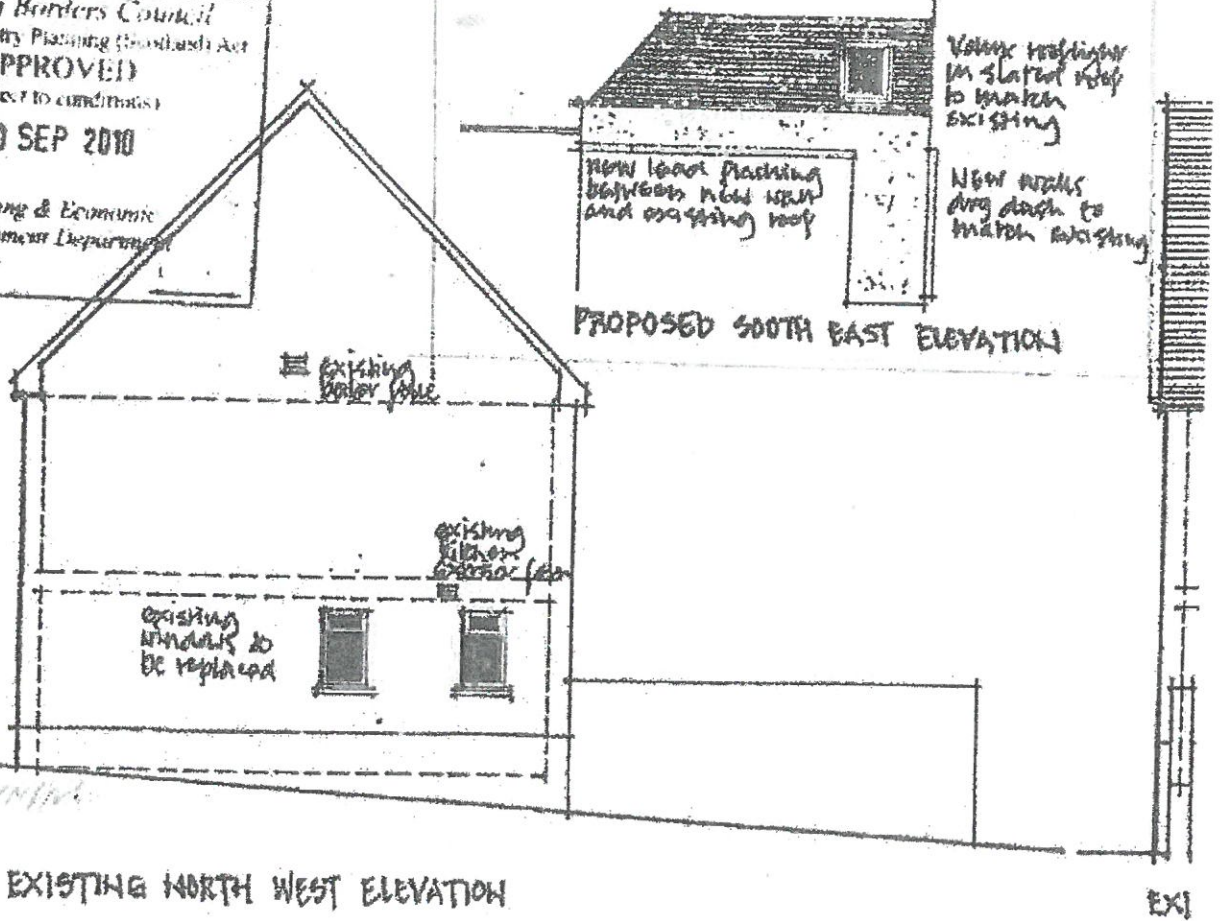 Borders Council
Planning (Scotland) Act
APPROVED
(subject to conditions)
SEP 2010
& Economic
Department
Velux rooflight
in slated roof
to match
existing
New lead flashing
between new wall
and existing roof
New walls
dry dash to
match existing
PROPOSED SOUTH EAST ELEVATION
existing
boiler flue
existing
kitchen
extractor fan
existing
windows to
be replaced
EXISTING NORTH WEST ELEVATION
EXI